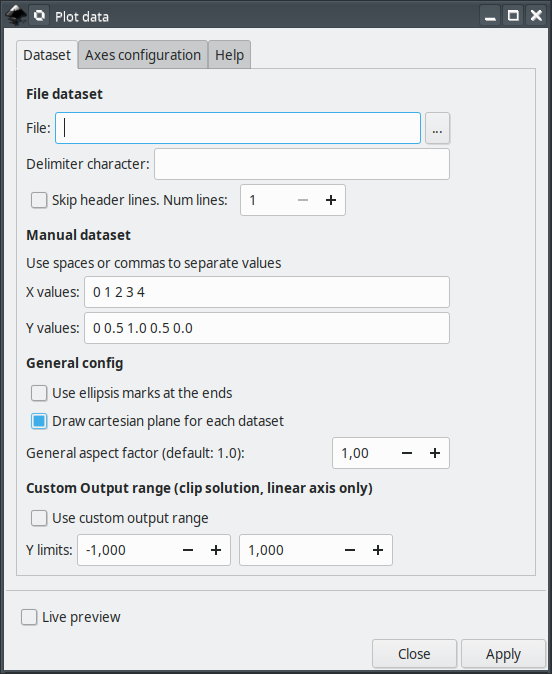 Plot data
Dataset Axes configuration Help
File dataset
File: ...
Delimiter character:
Skip header lines. Num lines: 1 − +
Manual dataset
Use spaces or commas to separate values
X values: 0 1 2 3 4
Y values: 0 0.5 1.0 0.5 0.0
General config
Use ellipsis marks at the ends
Draw cartesian plane for each dataset
General aspect factor (default: 1.0): 1,00 − +
Custom Output range (clip solution, linear axis only)
Use custom output range
Y limits: -1,000 − + 1,000 − +
Live preview
Close Apply